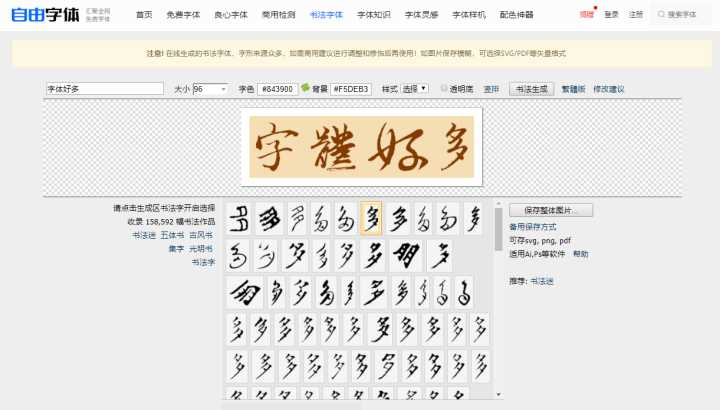 自由字体 汇聚全网 免费字体 首页 免费字体 良心字体 商用检测 书法字体 字体知识 字体灵感 字体样机 配色神器 捐赠 登录 注册 搜索字体
注意! 在线生成的书法字体，字形来源众多，如需商用建议运行调整和修饰后再使用! 如图片保存模糊，可选择SVG/PDF等矢量格式
字体好多 大小 96 字色 #843900 背景 #F5DEB3 样式 选择 透明底 竖排 书法生成 繁體版 修改建议
字體好多
请点击生成区书法字开启选择
收录 158,592 幅书法作品
书法迷 五体书 古风书
集字 光明书
书法字
保存整体图片...
备用保存方式
可存svg, png, pdf
适用Ai,Ps等软件 帮助
推荐: 书法迷